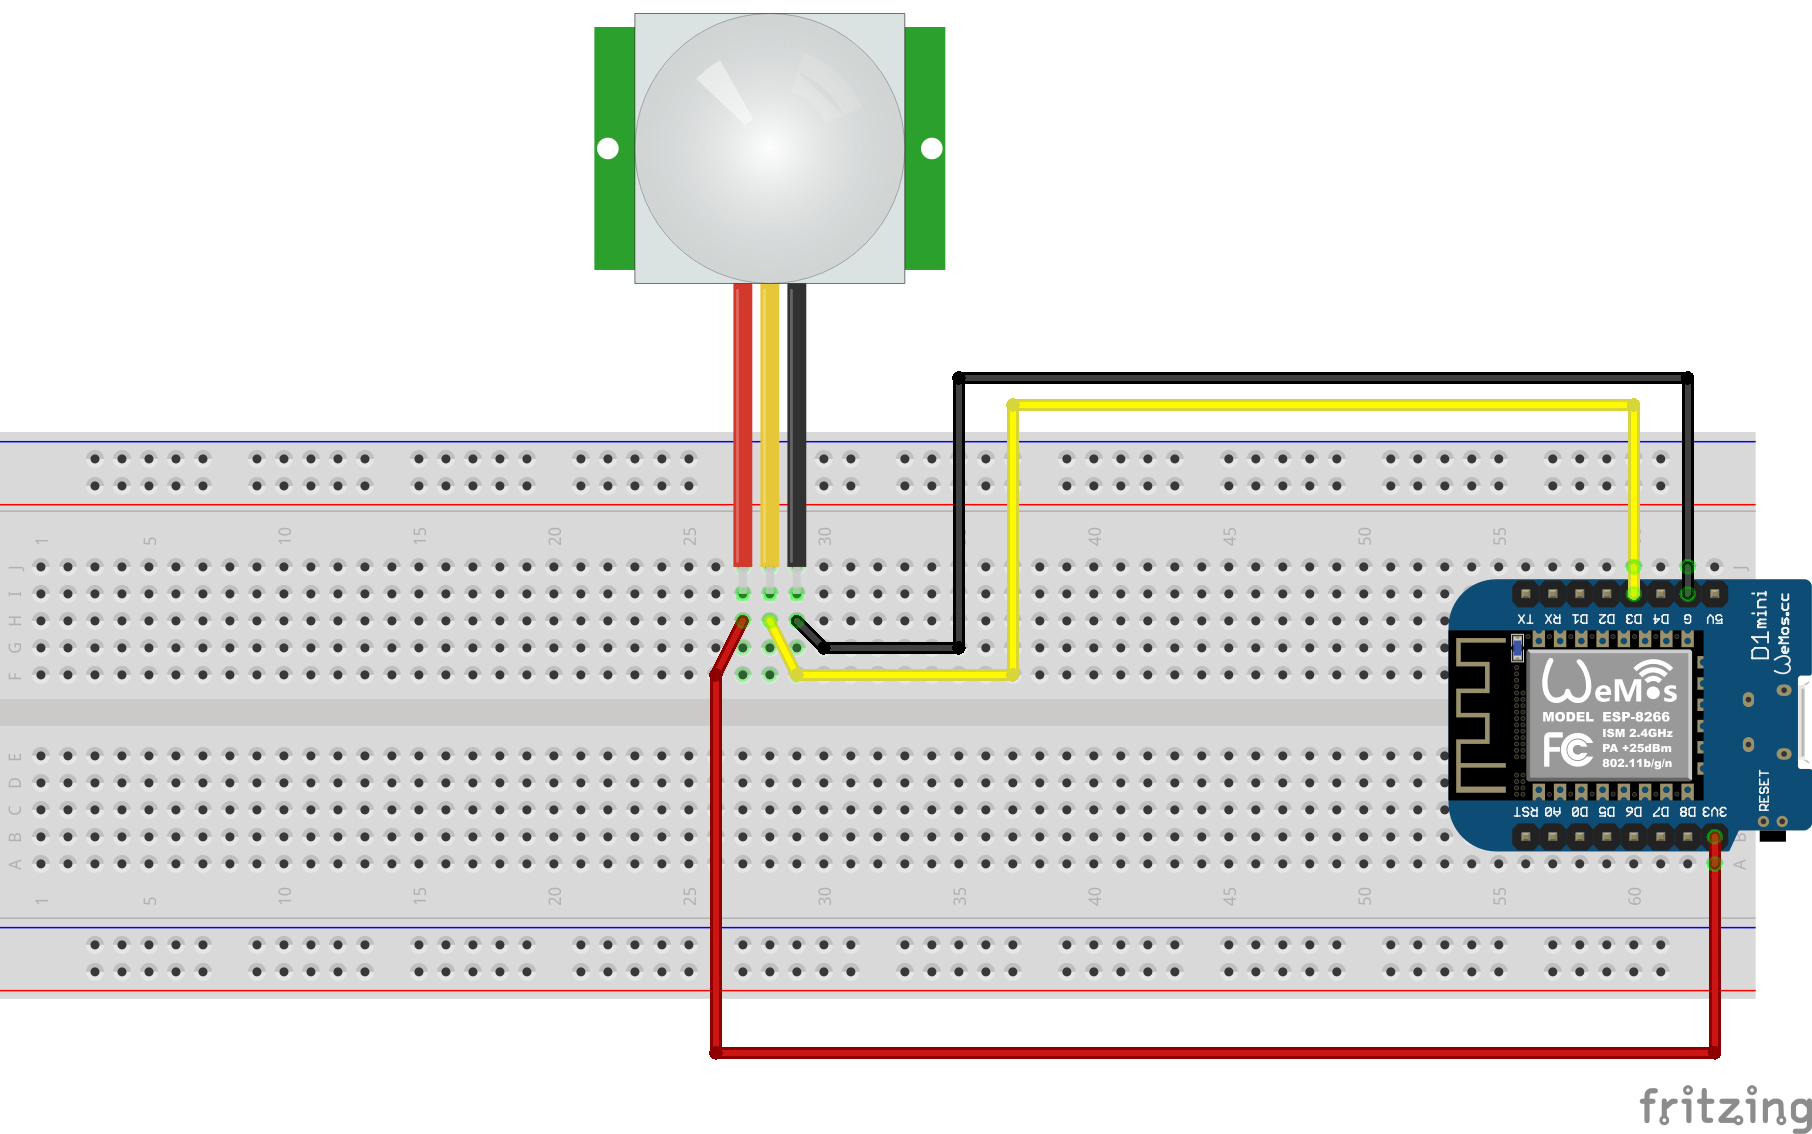 1 5 10 15 20 25 30 35 40 45 50 55 60
J
I
H
G
F
E
D
C
B
A
1 5 10 15 20 25 30 35 40 45 50 55 60
J
B
A
TX RX D1 D2 D3 D4 G 5V
D1 mini
WeMos.cc
WeMos
MODEL ESP-8266
ISM 2.4GHz
PA +25dBm
802.11b/g/n
FC
RESET
RST A0 D0 D5 D6 D7 D8 3V3
fritzing